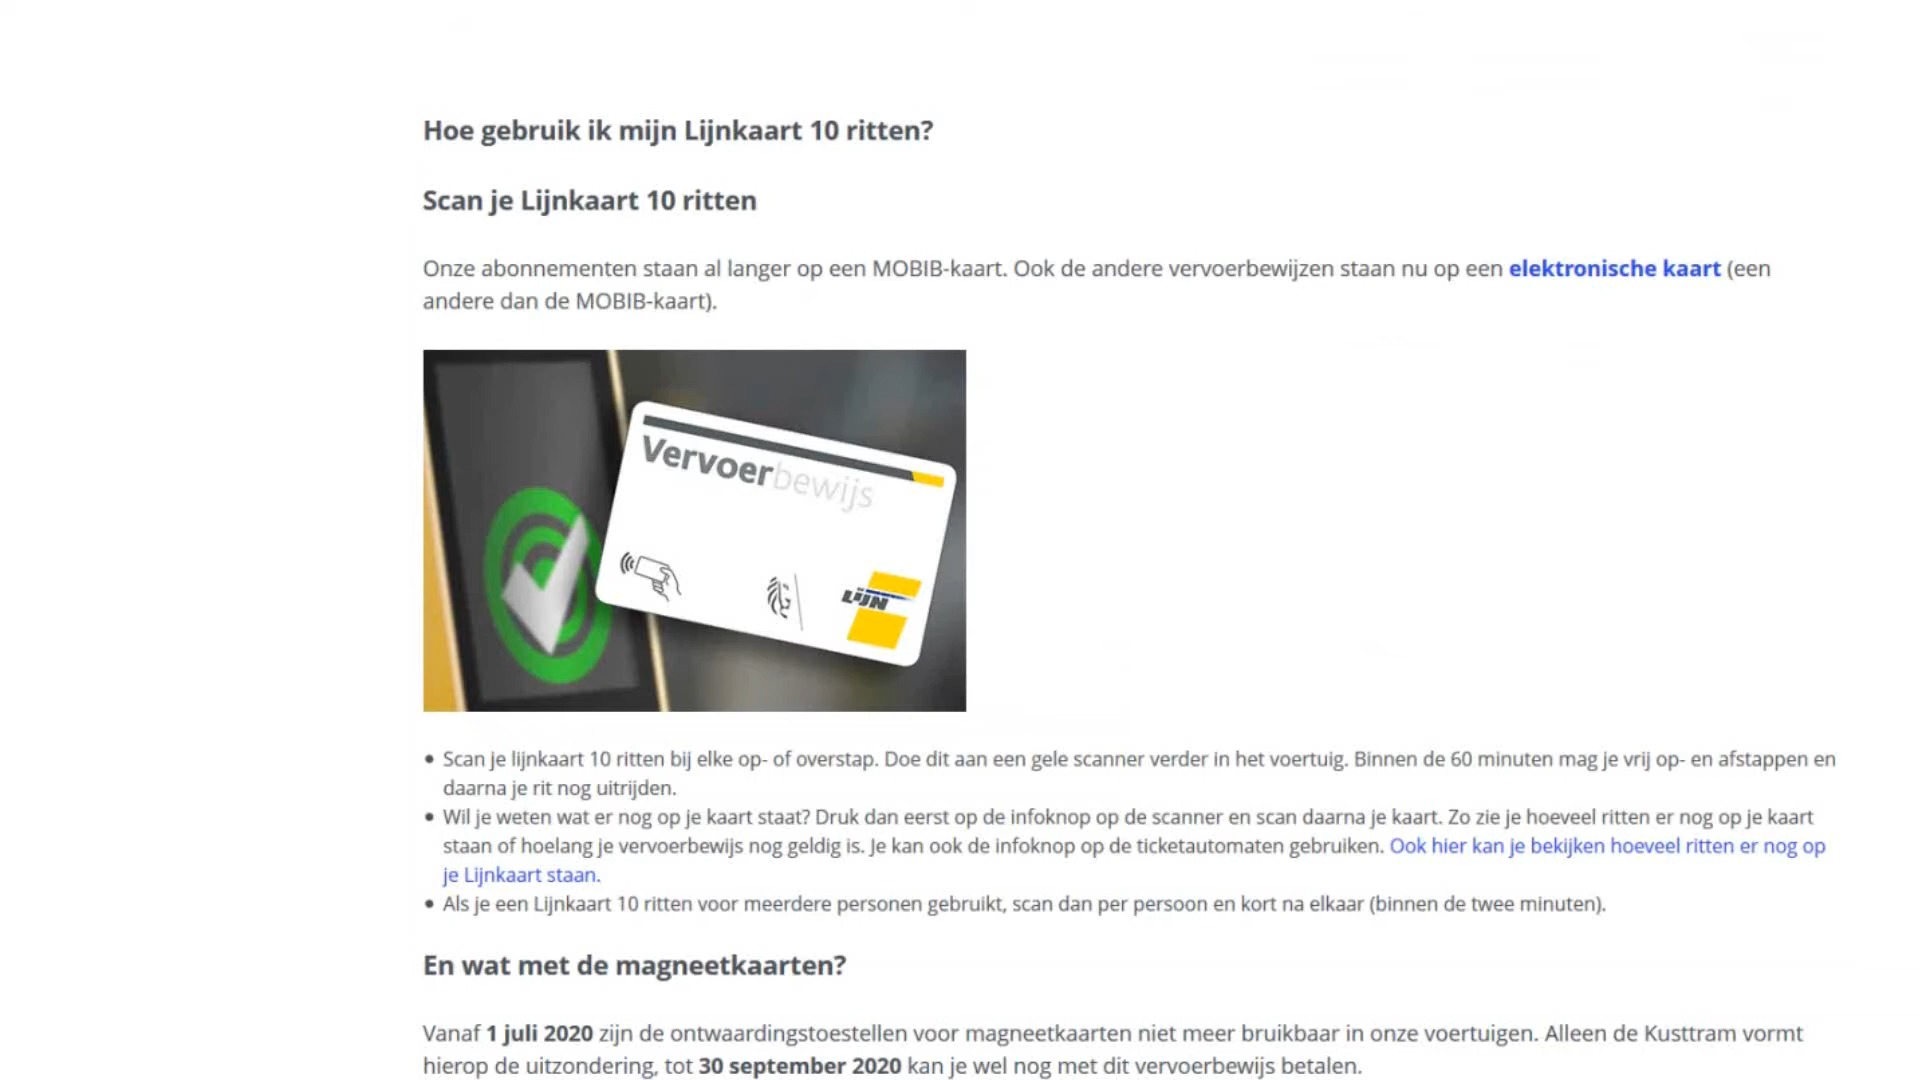 Hoe gebruik ik mijn Lijnkaart 10 ritten?
Scan je Lijnkaart 10 ritten
Onze abonnementen staan al langer op een MOBIB-kaart. Ook de andere vervoerbewijzen staan nu op een elektronische kaart (een
andere dan de MOBIB-kaart).
Vervoerbewijs
LIJN
• Scan je lijnkaart 10 ritten bij elke op- of overstap. Doe dit aan een gele scanner verder in het voertuig. Binnen de 60 minuten mag je vrij op- en afstappen en
daarna je rit nog uitrijden.
• Wil je weten wat er nog op je kaart staat? Druk dan eerst op de infoknop op de scanner en scan daarna je kaart. Zo zie je hoeveel ritten er nog op je kaart
staan of hoelang je vervoerbewijs nog geldig is. Je kan ook de infoknop op de ticketautomaten gebruiken. Ook hier kan je bekijken hoeveel ritten er nog op
je Lijnkaart staan.
• Als je een Lijnkaart 10 ritten voor meerdere personen gebruikt, scan dan per persoon en kort na elkaar (binnen de twee minuten).
En wat met de magneetkaarten?
Vanaf 1 juli 2020 zijn de ontwaardingstoestellen voor magneetkaarten niet meer bruikbaar in onze voertuigen. Alleen de Kusttram vormt
hierop de uitzondering, tot 30 september 2020 kan je wel nog met dit vervoerbewijs betalen.